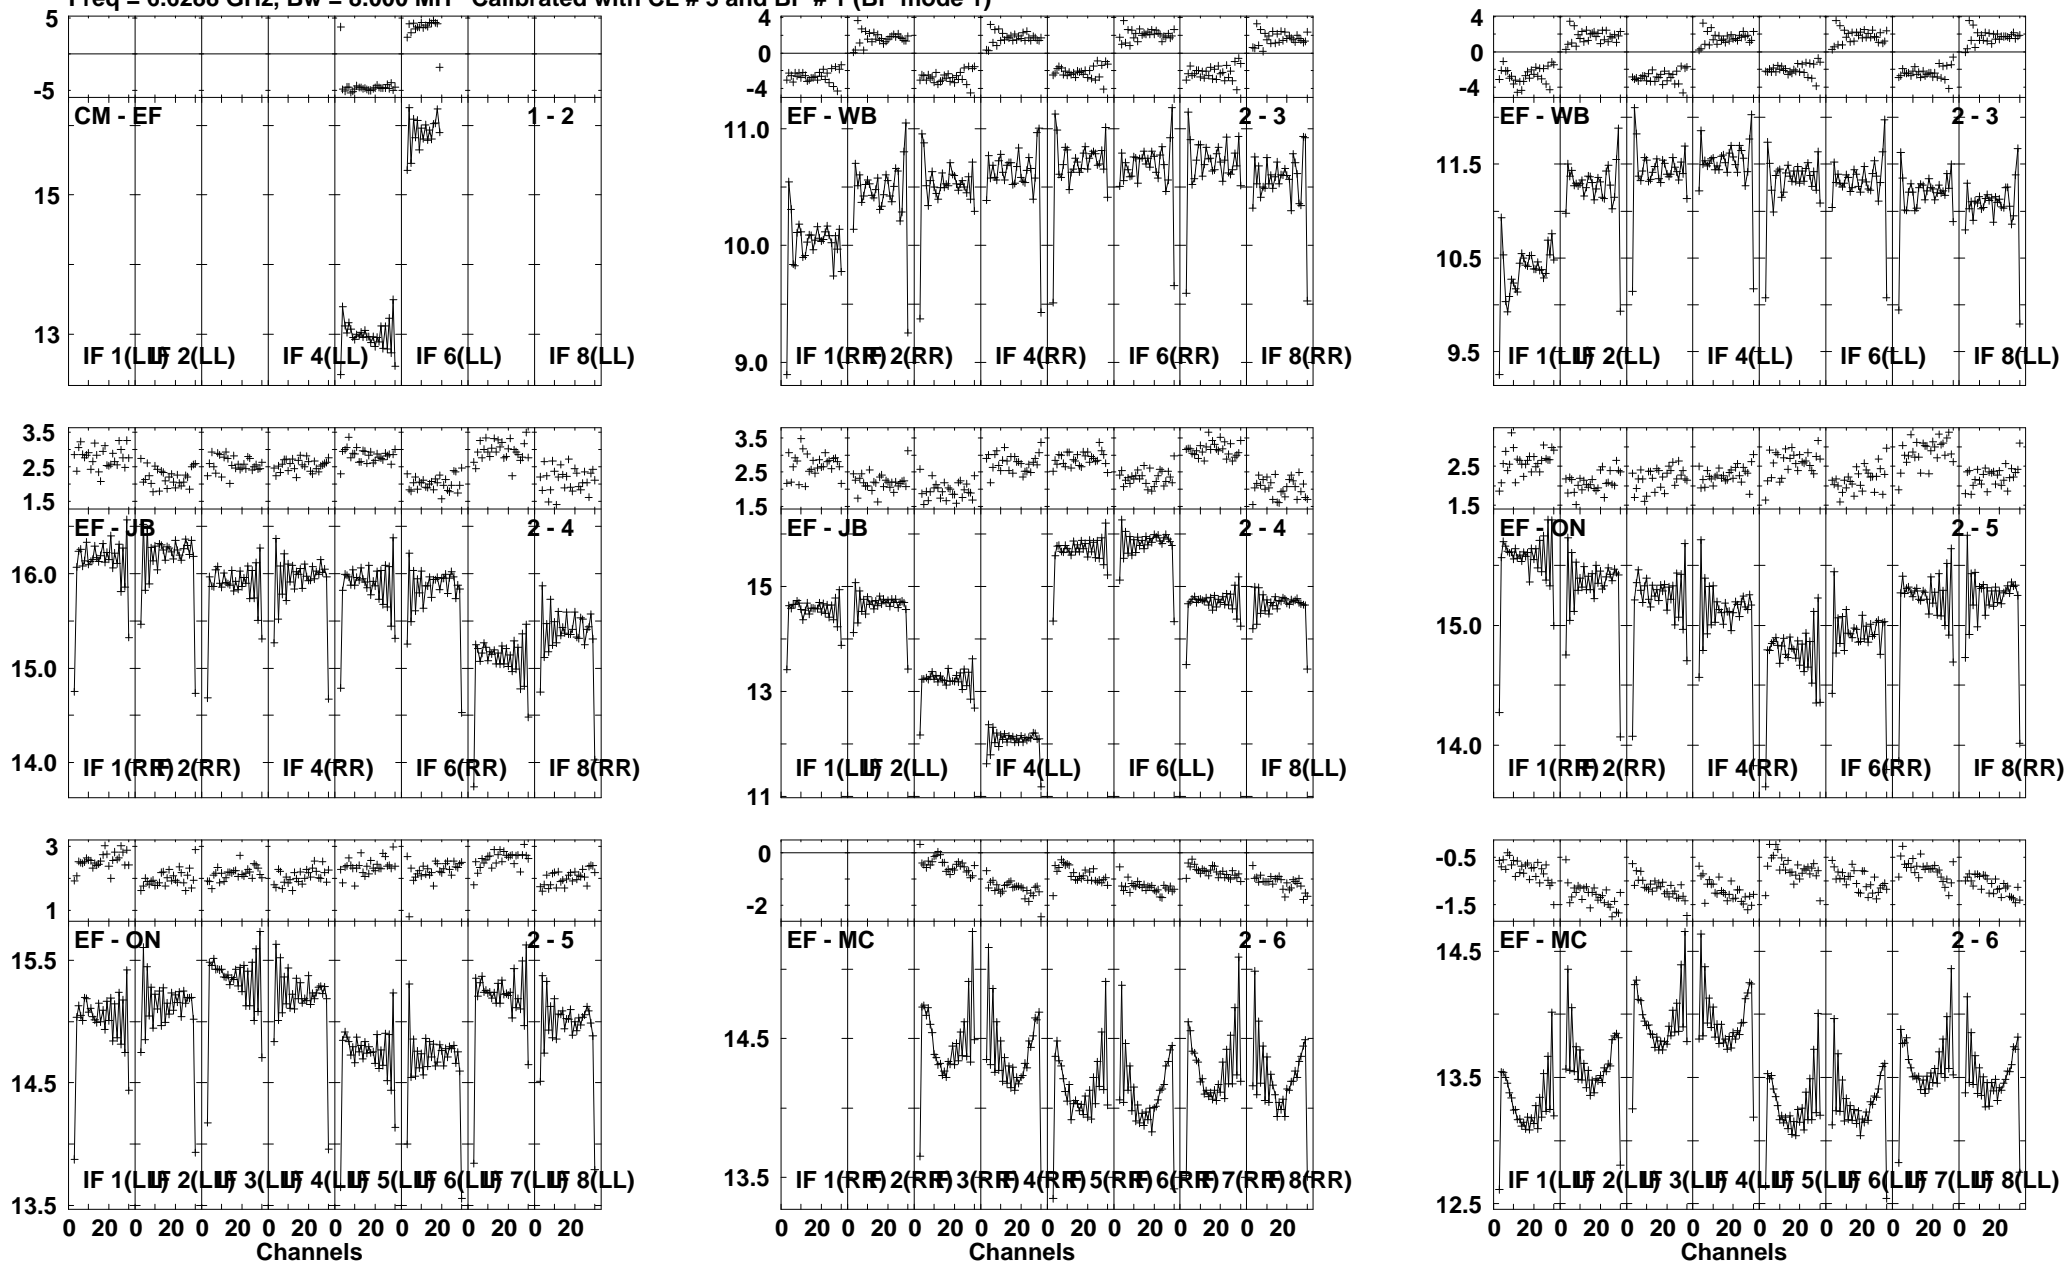 Freq = 6.6288 GHz, Bw = 8.000 MH Calibrated with CL # 3 and BP # 1 (BP mode 1)
5
-5
CM - EF 1 - 2
15
13
IF 1(LL) IF 2(LL) IF 4(LL) IF 6(LL) IF 8(LL)
4
0
-4
EF - WB 2 - 3
11.0
10.0
9.0
IF 1(RR) IF 2(RR) IF 4(RR) IF 6(RR) IF 8(RR)
4
0
-4
EF - WB 2 - 3
11.5
10.5
9.5
IF 1(LL) IF 2(LL) IF 4(LL) IF 6(LL) IF 8(LL)
3.5
2.5
1.5
EF - JB 2 - 4
16.0
15.0
14.0
IF 1(RR) IF 2(RR) IF 4(RR) IF 6(RR) IF 8(RR)
3.5
2.5
1.5
EF - JB 2 - 4
15
13
11
IF 1(LL) IF 2(LL) IF 4(LL) IF 6(LL) IF 8(LL)
2.5
1.5
EF - ON 2 - 5
15.0
14.0
IF 1(RR) IF 2(RR) IF 4(RR) IF 6(RR) IF 8(RR)
3
1
EF - ON 2 - 5
15.5
14.5
13.5
IF 1(LL) IF 2(LL) IF 3(LL) IF 4(LL) IF 5(LL) IF 6(LL) IF 7(LL) IF 8(LL)
0 20 0 20 0 20 0 20 0 20 0 20 0 20 0 20
Channels
0
-2
EF - MC 2 - 6
14.5
13.5
IF 1(RR) IF 2(RR) IF 3(RR) IF 4(RR) IF 5(RR) IF 6(RR) IF 7(RR) IF 8(RR)
0 20 0 20 0 20 0 20 0 20 0 20 0 20 0 20
Channels
-0.5
-1.5
EF - MC 2 - 6
14.5
13.5
12.5
IF 1(LL) IF 2(LL) IF 3(LL) IF 4(LL) IF 5(LL) IF 6(LL) IF 7(LL) IF 8(LL)
0 20 0 20 0 20 0 20 0 20 0 20 0 20 0 20
Channels